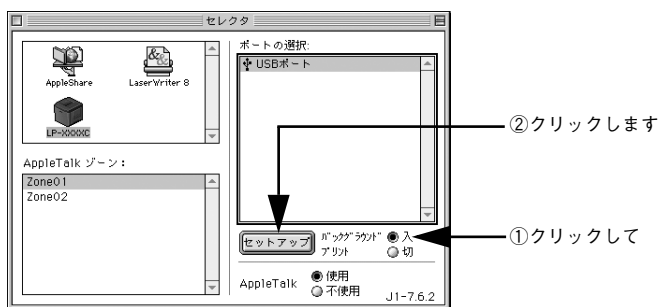 セレクタ
AppleShare
LaserWriter 8
LP-XXXXC
AppleTalk ゾーン：
Zone01
Zone02
ポートの選択:
USBポート
セットアップ
ﾊﾞｯｸｸﾞﾗｳﾝﾄﾞ
ﾌﾟﾘﾝﾄ
入
切
AppleTalk
使用
不使用
J1-7.6.2
②クリックします
①クリックして